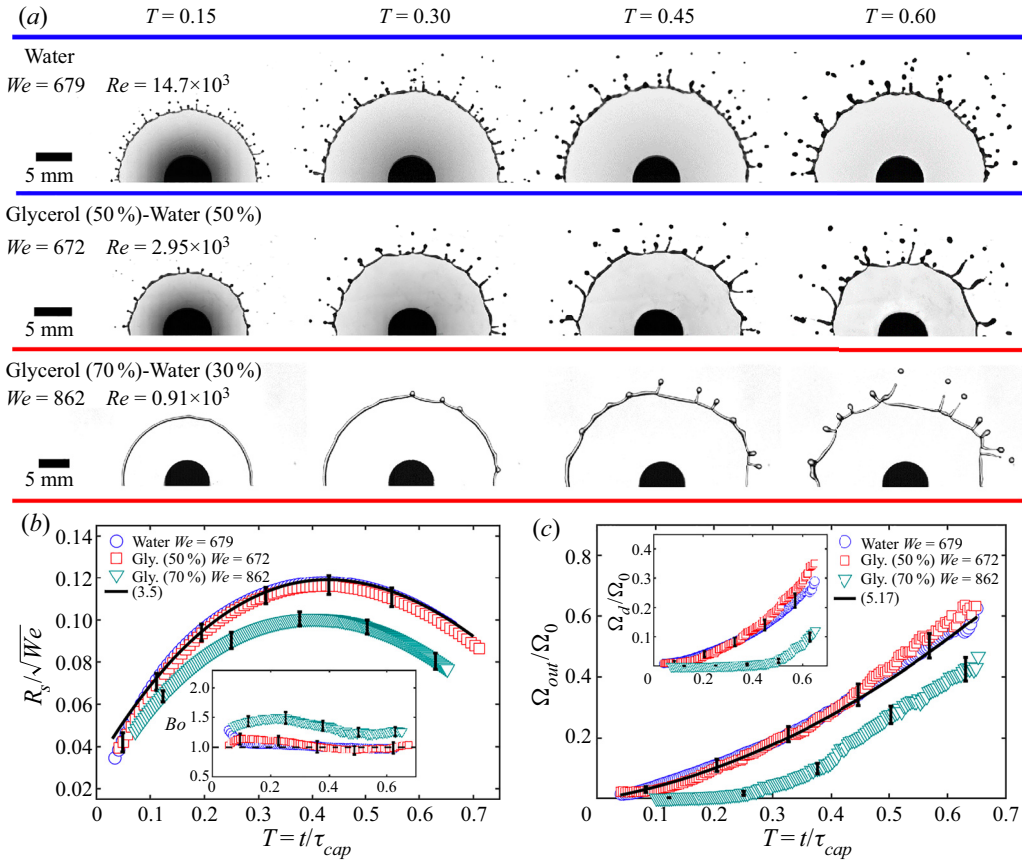 (a) T = 0.15 T = 0.30 T = 0.45 T = 0.60
Water
We = 679 Re = 14.7×10³
5 mm
Glycerol (50 %)-Water (50 %)
We = 672 Re = 2.95×10³
5 mm
Glycerol (70 %)-Water (30 %)
We = 862 Re = 0.91×10³
5 mm
(b)
0.14
0.12
0.10
0.08
0.06
0.04
0.02
R_s/√We
Water We = 679
Gly. (50 %) We = 672
Gly. (70 %) We = 862
(3.5)
Bo
2.0
1.5
1.0
0.5
0 0.2 0.4 0.6
0 0.1 0.2 0.3 0.4 0.5 0.6 0.7
T = t/τ_cap
(c)
0.8
0.6
0.4
0.2
Ω_out/Ω_0
0.4
0.3
0.2
0.1
Ω_d/Ω_0
0 0.2 0.4 0.6
Water We = 679
Gly. (50 %) We = 672
Gly. (70 %) We = 862
(5.17)
0 0.1 0.2 0.3 0.4 0.5 0.6 0.7
T = t/τ_cap